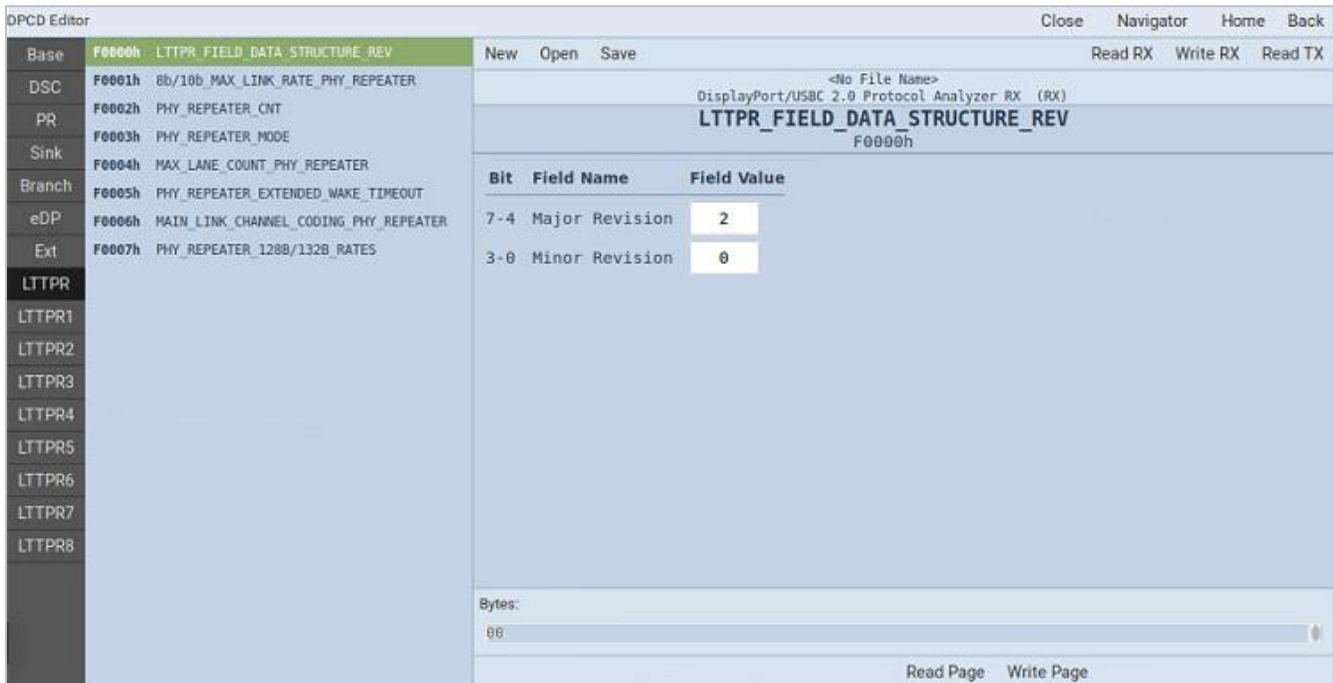 DPCD Editor
Close Navigator Home Back
Base
DSC
PR
Sink
Branch
eDP
Ext
LTTPR
LTTPR1
LTTPR2
LTTPR3
LTTPR4
LTTPR5
LTTPR6
LTTPR7
LTTPR8
F0000h LTTPR_FIELD_DATA_STRUCTURE_REV
F0001h 8b/10b_MAX_LINK_RATE_PHY_REPEATER
F0002h PHY_REPEATER_CNT
F0003h PHY_REPEATER_MODE
F0004h MAX_LANE_COUNT_PHY_REPEATER
F0005h PHY_REPEATER_EXTENDED_WAKE_TIMEOUT
F0006h MAIN_LINK_CHANNEL_CODING_PHY_REPEATER
F0007h PHY_REPEATER_128B/132B_RATES
New Open Save Read RX Write RX Read TX
<No File Name>
DisplayPort/USBC 2.0 Protocol Analyzer RX (RX)
LTTPR_FIELD_DATA_STRUCTURE_REV
F0000h
Bit Field Name Field Value
7-4 Major Revision 2
3-0 Minor Revision 0
Bytes:
00
Read Page Write Page